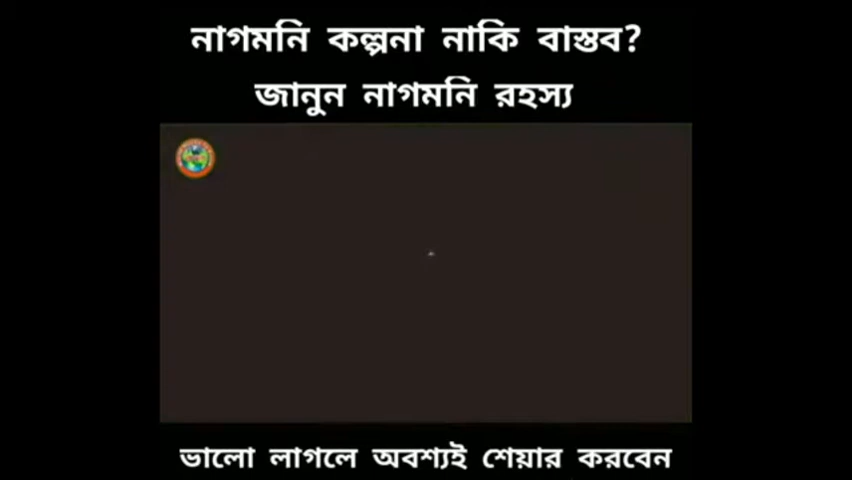 নাগমনি কল্পনা নাকি বাস্তব?
জানুন নাগমনি রহস্য
ভালো লাগলে অবশ্যই শেয়ার করবেন